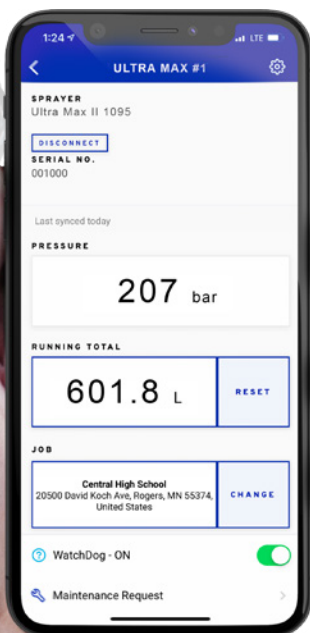 1:24
LTE
ULTRA MAX #1
SPRAYER
Ultra Max II 1095
DISCONNECT
SERIAL NO.
001000
Last synced today
PRESSURE
207 bar
RUNNING TOTAL
601.8 L
RESET
JOB
Central High School
20500 David Koch Ave, Rogers, MN 55374,
United States
CHANGE
WatchDog - ON
Maintenance Request